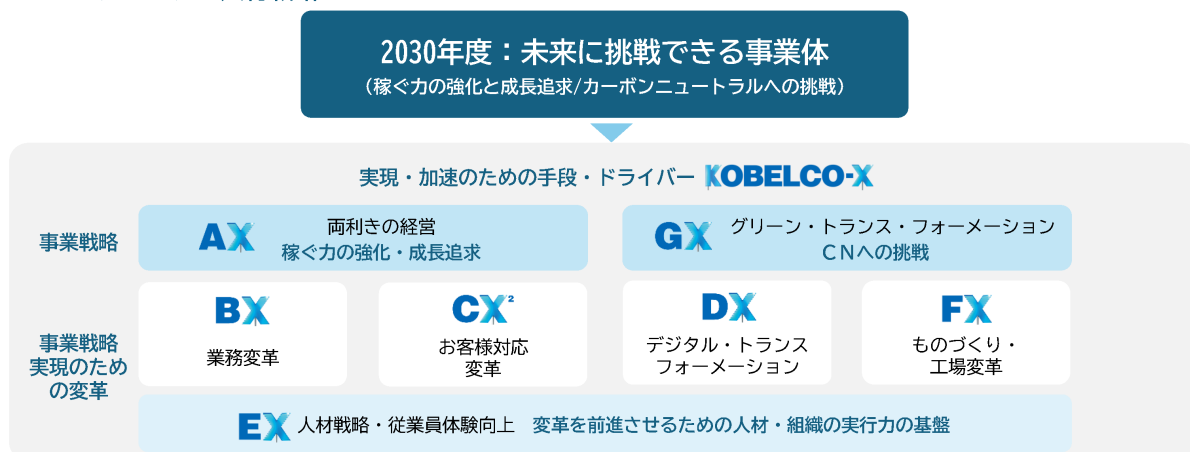 2030年度：未来に挑戦できる事業体
（稼ぐ力の強化と成長追求/カーボンニュートラルへの挑戦）
実現・加速のための手段・ドライバー KOBELCO-X
事業戦略
AX
両利きの経営
稼ぐ力の強化・成長追求
GX
グリーン・トランス・フォーメーション
ＣＮへの挑戦
事業戦略
実現のため
の変革
BX
業務変革
CX²
お客様対応
変革
DX
デジタル・トランス
フォーメーション
FX
ものづくり・
工場変革
EX 人材戦略・従業員体験向上 変革を前進させるための人材・組織の実行力の基盤